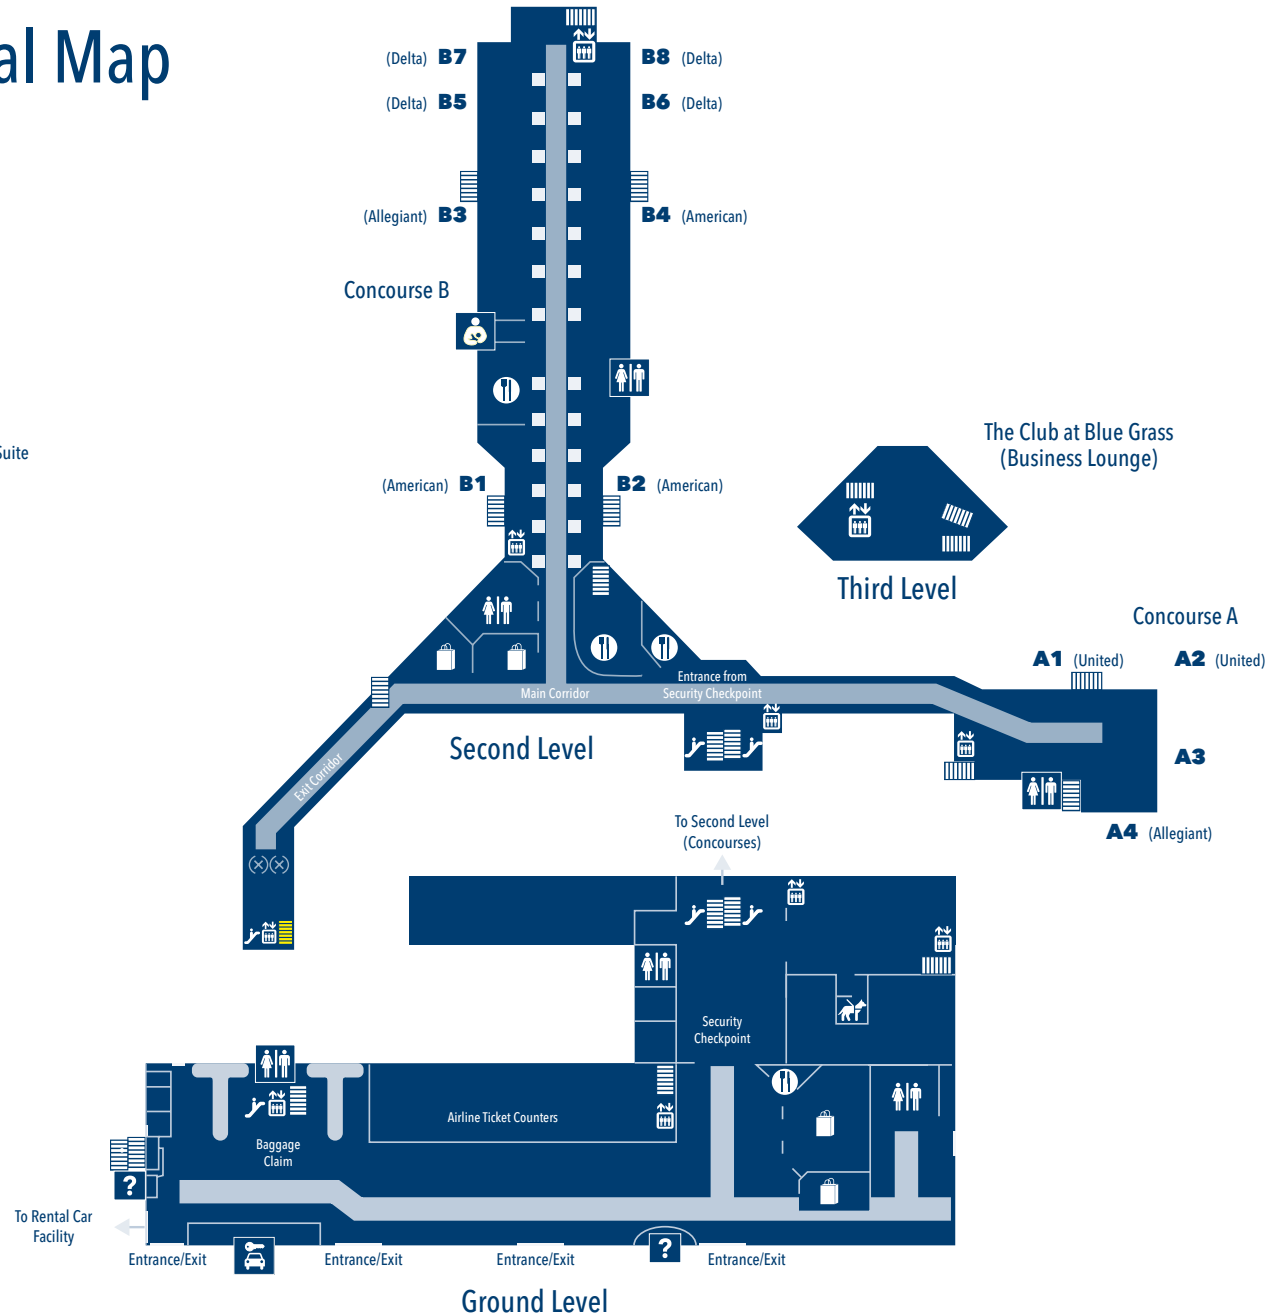 al Map
(Delta) B7
B8 (Delta)
(Delta) B5
B6 (Delta)
(Allegiant) B3
B4 (American)
Concourse B
Suite
The Club at Blue Grass
(Business Lounge)
(American) B1
B2 (American)
Third Level
Concourse A
A1 (United)
A2 (United)
Entrance from
Security Checkpoint
Main Corridor
Second Level
Exit Corridor
A3
A4 (Allegiant)
To Second Level
(Concourses)
Security
Checkpoint
Airline Ticket Counters
Baggage
Claim
?
To Rental Car
Facility
?
Entrance/Exit
Entrance/Exit
Entrance/Exit
Entrance/Exit
Ground Level